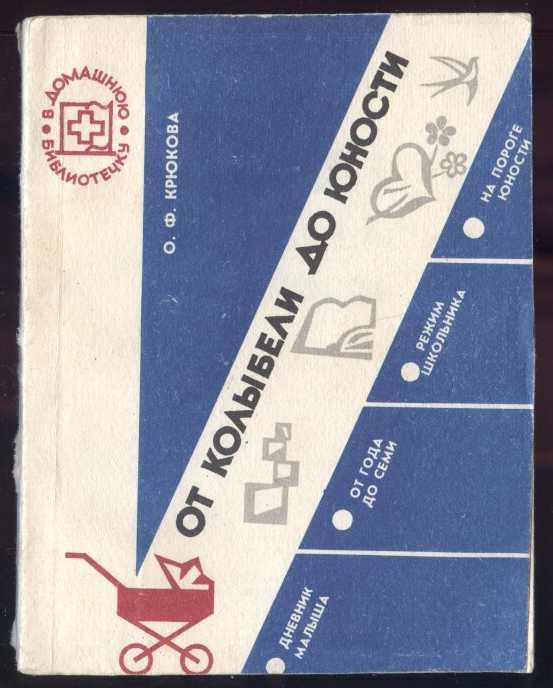 В ДОМАШНЮЮ
БИБЛИОТЕЧКУ
О. Ф. КРЮКОВА
ОТ КОЛЫБЕЛИ ДО ЮНОСТИ
НА ПОРОГЕ
ЮНОСТИ
РЕЖИМ
ШКОЛЬНИКА
ОТ ГОДА
ДО СЕМИ
ДНЕВНИК
МАЛЫША